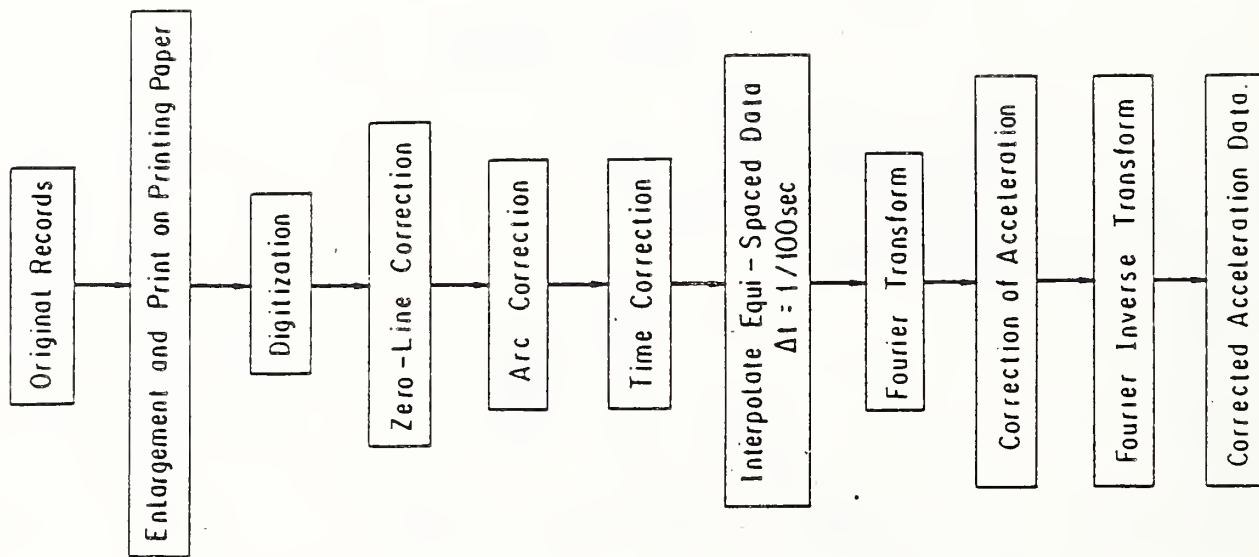 Original Records
Enlargement and Print on Printing Paper
Digitization
Zero-Line Correction
Arc Correction
Time Correction
Interpolate Equi-Spaced Data
Δt = 1/100sec
Fourier Transform
Correction of Acceleration
Fourier Inverse Transform
Corrected Acceleration Data.